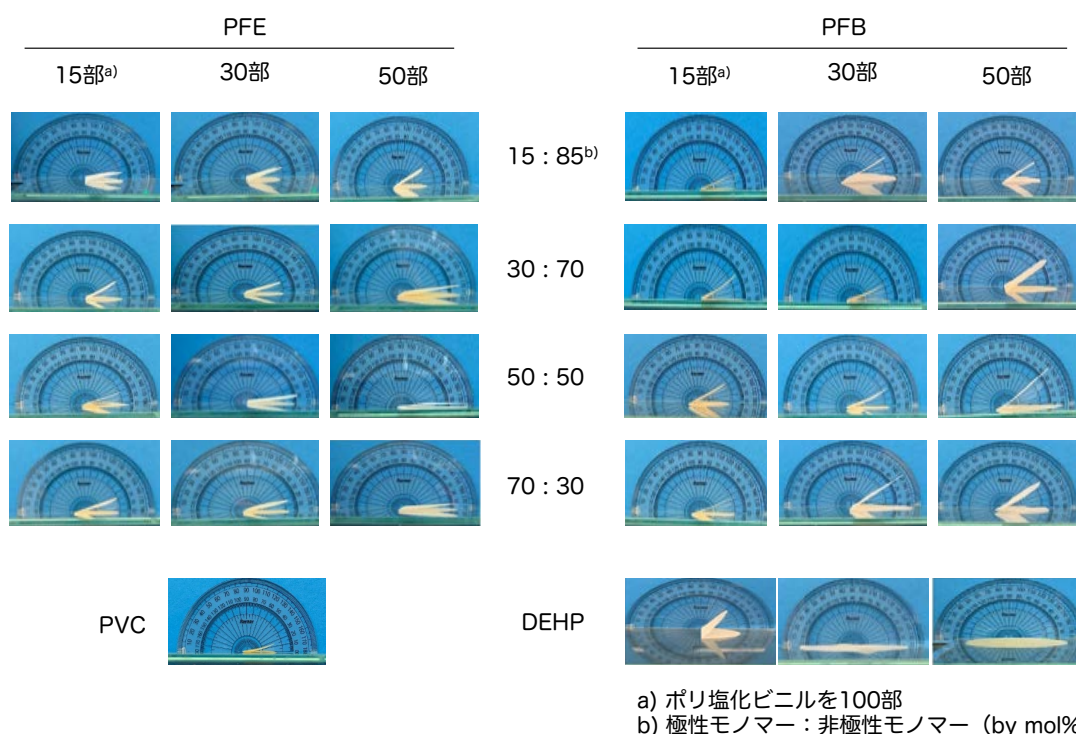 PFE
PFB
15部a) 30部 50部
15部a) 30部 50部
15 : 85b)
30 : 70
50 : 50
70 : 30
PVC
DEHP
a) ポリ塩化ビニルを100部
b) 極性モノマー：非極性モノマー（by mol%